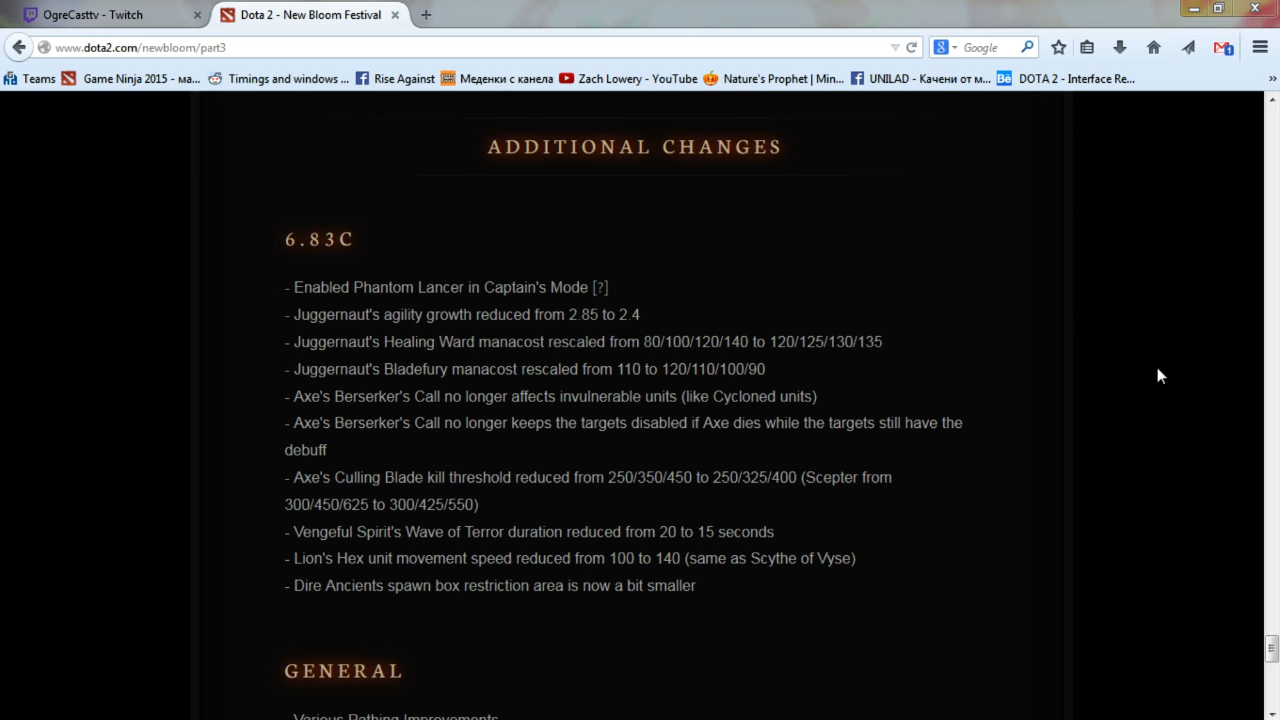 OgreCasttv - Twitch
Dota 2 - New Bloom Festival
www.dota2.com/newbloom/part3
Google
Teams
Game Ninja 2015 - ма...
Timings and windows ...
Rise Against
Меденки с канела
Zach Lowery - YouTube
Nature's Prophet | Min...
UNILAD - Качени от м...
DOTA 2 - Interface Re...
ADDITIONAL CHANGES
6.83C
- Enabled Phantom Lancer in Captain's Mode [?]
- Juggernaut's agility growth reduced from 2.85 to 2.4
- Juggernaut's Healing Ward manacost rescaled from 80/100/120/140 to 120/125/130/135
- Juggernaut's Bladefury manacost rescaled from 110 to 120/110/100/90
- Axe's Berserker's Call no longer affects invulnerable units (like Cycloned units)
- Axe's Berserker's Call no longer keeps the targets disabled if Axe dies while the targets still have the
debuff
- Axe's Culling Blade kill threshold reduced from 250/350/450 to 250/325/400 (Scepter from
300/450/625 to 300/425/550)
- Vengeful Spirit's Wave of Terror duration reduced from 20 to 15 seconds
- Lion's Hex unit movement speed reduced from 100 to 140 (same as Scythe of Vyse)
- Dire Ancients spawn box restriction area is now a bit smaller
GENERAL
- Various Pathing Improvements